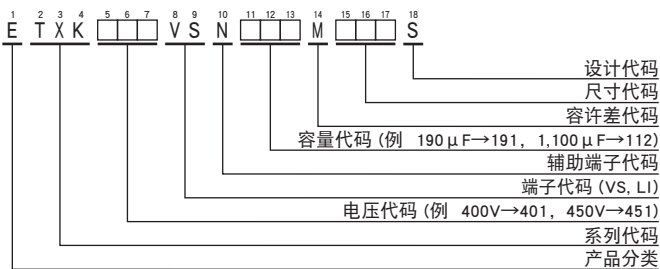 1 2 3 4 5 6 7 8 9 10 11 12 13 14 15 16 17 18
E T X K □□□ V S N □□□ M □□□ S
设计代码
尺寸代码
容许差代码
容量代码 (例 190μF→191, 1,100μF→112)
辅助端子代码
端子代码 (VS, LI)
电压代码 (例 400V→401, 450V→451)
系列代码
产品分类